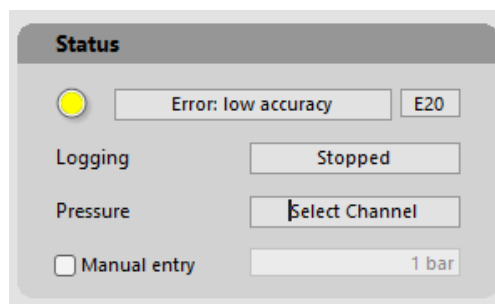 Status
Error: low accuracy E20
Logging Stopped
Pressure Select Channel
Manual entry 1 bar